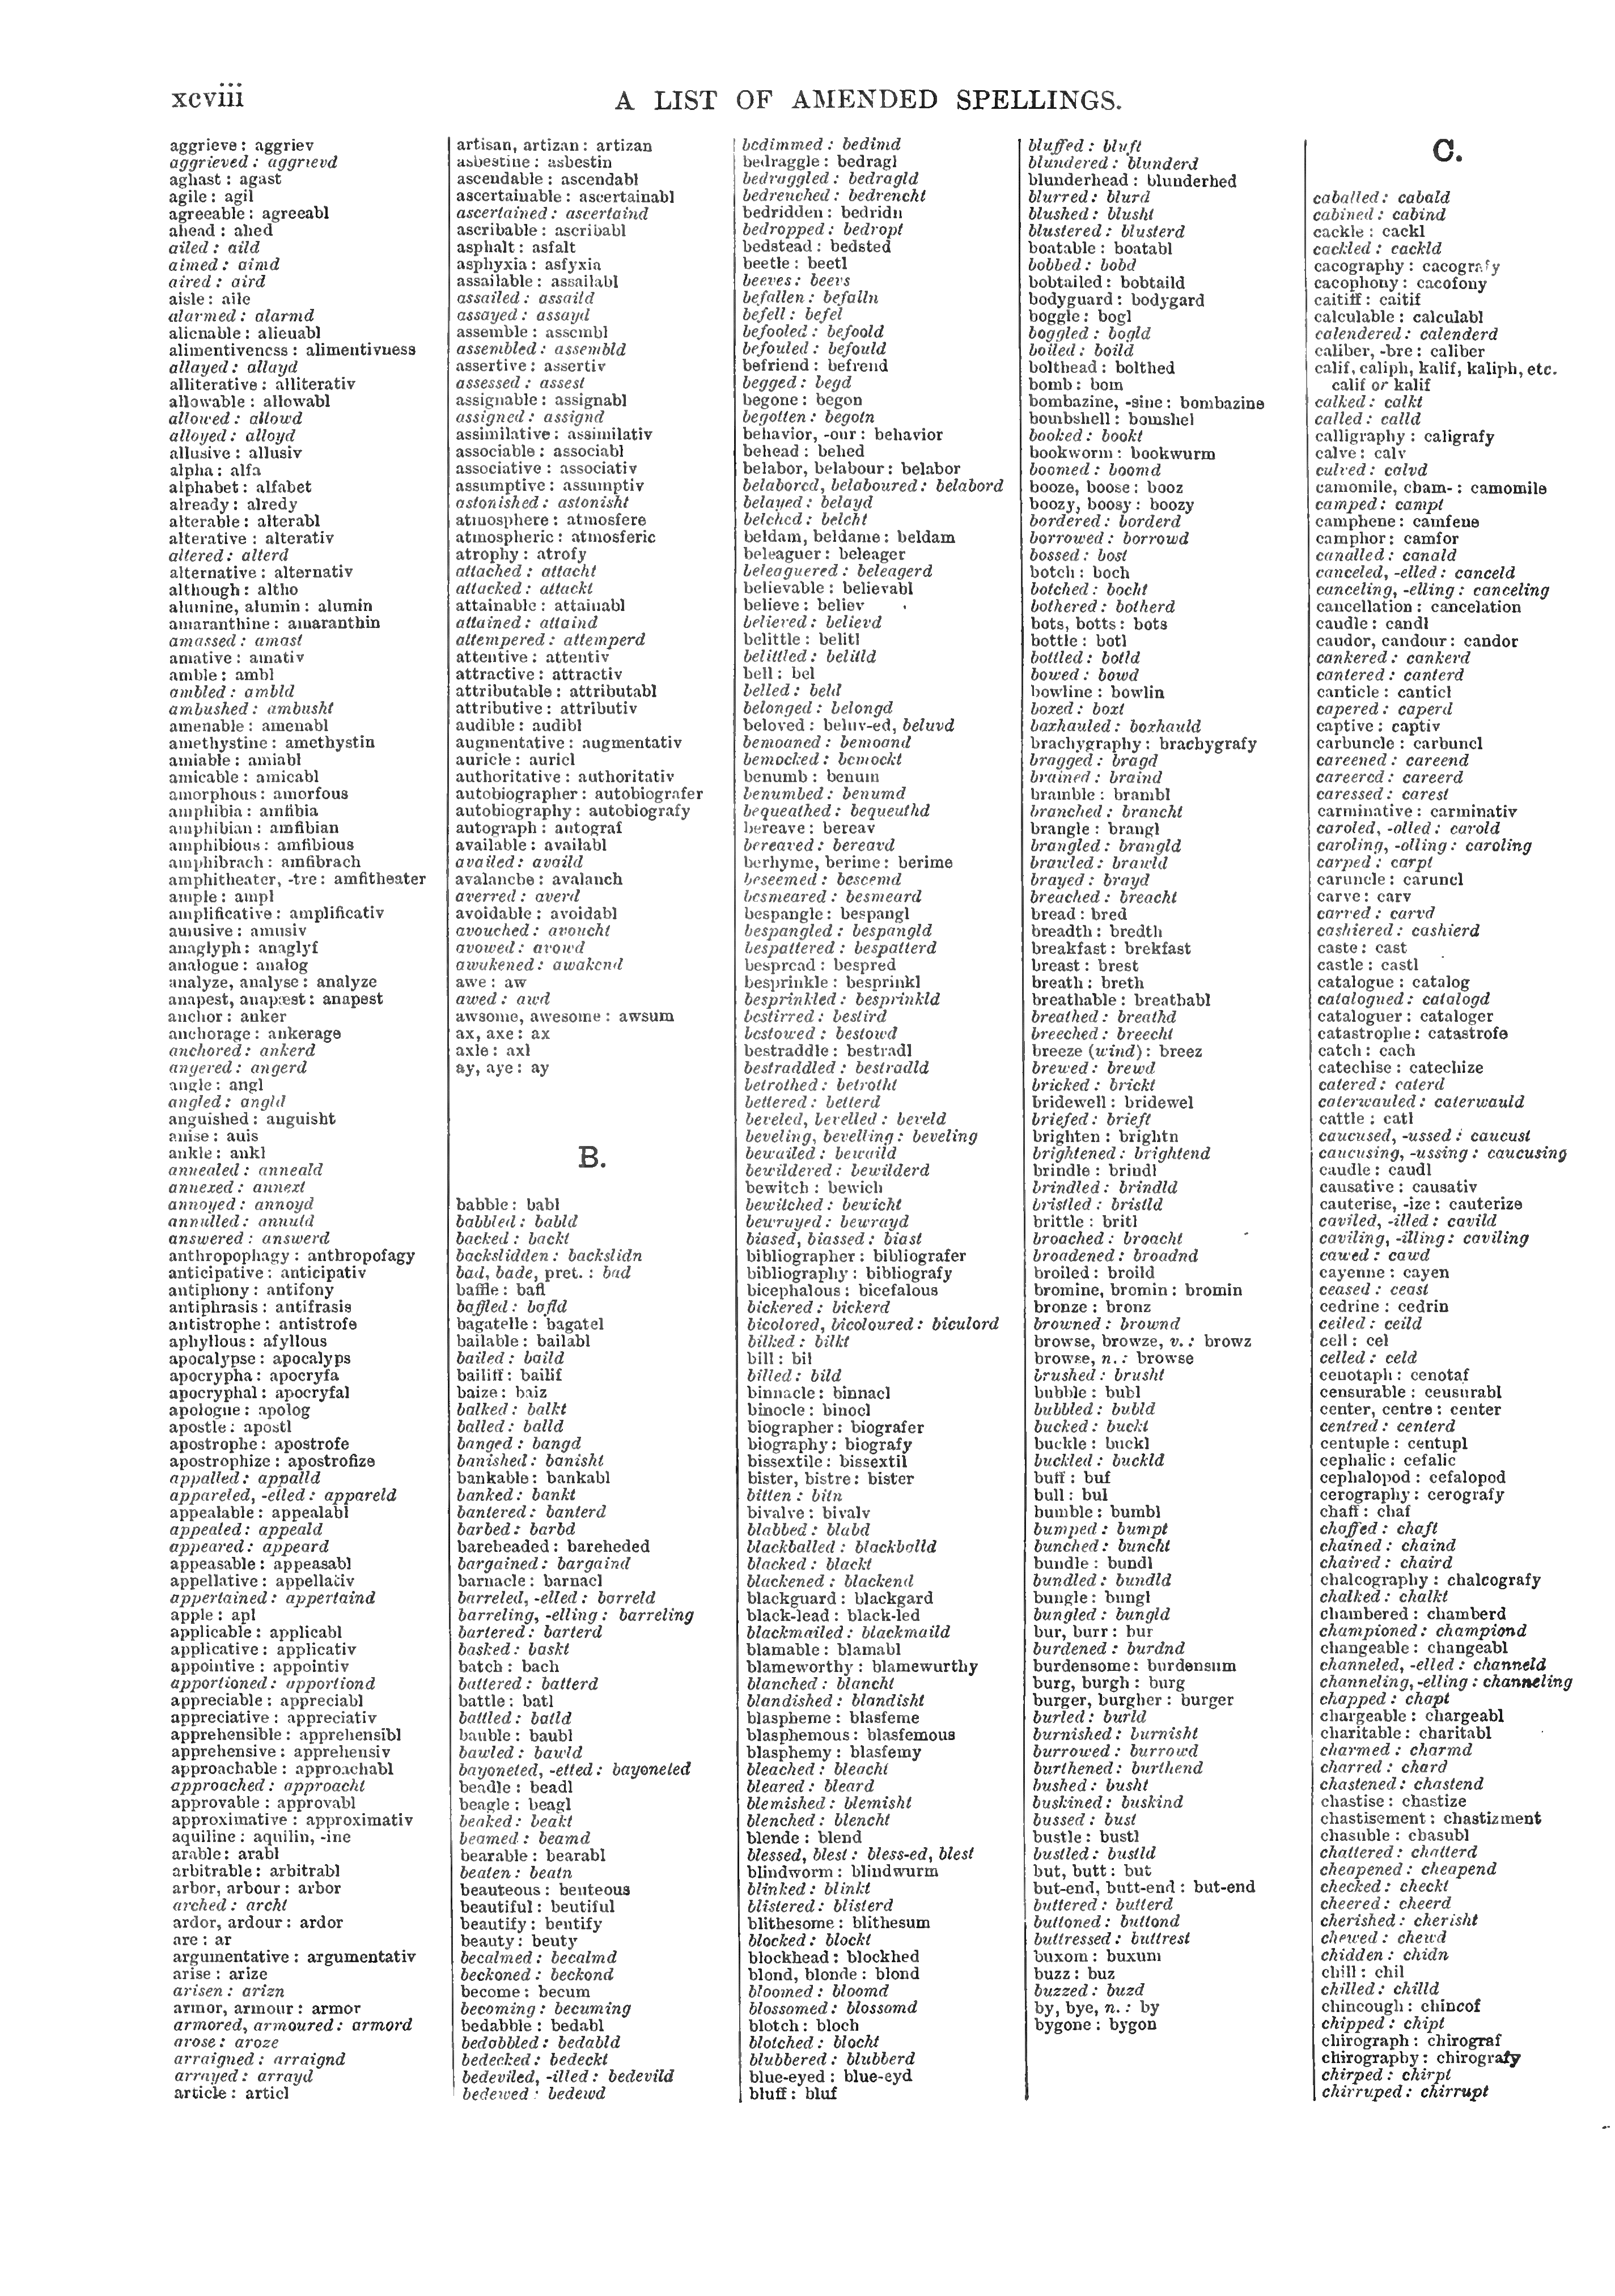 xcviii
A LIST OF AMENDED SPELLINGS.
aggrieve : aggriev
aggrieved : aggrievd
aghast : agast
agile : agil
agreeable : agreeabl
ahead : ahed
ailed : aild
aimed : aimd
aired : aird
aisle : aile
alarmed : alarmd
alienable : alienabl
alimentiveness : alimentivness
allayed : allayd
alliterative : alliterativ
allowable : allowabl
allowed : allowd
alloyed : alloyd
allusive : allusiv
alpha : alfa
alphabet : alfabet
already : alredy
alterable : alterabl
alterative : alterativ
altered : alterd
alternative : alternativ
although : altho
alumine, alumin : alumin
amaranthine : amaranthin
amassed : amast
amative : amativ
amble : ambl
ambled : ambld
ambushed : ambusht
amenable : amenabl
amethystine : amethystin
amiable : amiabl
amicable : amicabl
amorphous : amorfous
amphibia : amfibia
amphibian : amfibian
amphibious : amfibious
amphibrach : amfibrach
amphitheater, -tre : amfitheater
ample : ampl
amplificative : amplificativ
amusive : amusiv
anaglyph : anaglyf
analogue : analog
analyze, analyse : analyze
anapest, anapæst : anapest
anchor : anker
anchorage : ankerage
anchored : ankerd
angered : angerd
angle : angl
angled : angld
anguished : anguisht
anise : anis
ankle : ankl
annealed : anneald
annexed : annext
annoyed : annoyd
annulled : annuld
answered : answerd
anthropophagy : anthropofagy
anticipative : anticipativ
antiphony : antifony
antiphrasis : antifrasis
antistrophe : antistrofe
aphyllous : afyllous
apocalypse : apocalyps
apocrypha : apocryfa
apocryphal : apocryfal
apologue : apolog
apostle : apostl
apostrophe : apostrofe
apostrophize : apostrofize
appalled : appalld
appareled, -elled : appareld
appealable : appealabl
appealed : appeald
appeared : appeard
appeasable : appeasabl
appellative : appellativ
appertained : appertaind
apple : apl
applicable : applicabl
applicative : applicativ
appointive : appointiv
apportioned : apportiond
appreciable : appreciabl
appreciative : appreciativ
apprehensible : apprehensibl
apprehensive : apprehensiv
approachable : approachabl
approached : approacht
approvable : approvabl
approximative : approximativ
aquiline : aquilin, -ine
arable : arabl
arbitrable : arbitrabl
arbor, arbour : arbor
arched : archt
ardor, ardour : ardor
are : ar
argumentative : argumentativ
arise : arize
arisen : arizn
armor, armour : armor
armored, armoured : armord
arose : aroze
arraigned : arraignd
arrayed : arrayd
article : articl
artisan, artizan : artizan
asbestine : asbestin
ascendable : ascendabl
ascertainable : ascertainabl
ascertained : ascertaind
ascribable : ascribabl
asphalt : asfalt
asphyxia : asfyxia
assailable : assailabl
assailed : assaild
assayed : assayd
assemble : assembl
assembled : assembld
assertive : assertiv
assessed : assest
assignable : assignabl
assigned : assignd
assimilative : assimilativ
associable : associabl
associative : associativ
assumptive : assumptiv
astonished : astonisht
atmosphere : atmosfere
atmospheric : atmosferic
atrophy : atrofy
attached : attacht
attacked : attackt
attainable : attainabl
attained : attaind
attempered : attemperd
attentive : attentiv
attractive : attractiv
attributable : attributabl
attributive : attributiv
audible : audibl
augmentative : augmentativ
auricle : auricl
authoritative : authoritativ
autobiographer : autobiografer
autobiography : autobiografy
autograph : autograf
available : availabl
availed : availd
avalanche : avalanch
averred : averd
avoidable : avoidabl
avouched : avoucht
avowed : avowd
awakened : awakend
awe : aw
awed : awd
awsome, awesome : awsum
ax, axe : ax
axle : axl
ay, aye : ay
B.
babble : babl
babbled : babld
backed : backt
backslidden : backslidn
bad, bade, pret. : bad
baffle : bafl
baffled : bafld
bagatelle : bagatel
bailable : bailabl
bailed : baild
bailiff : bailif
baize : baiz
balked : balkt
balled : balld
banged : bangd
banished : banisht
bankable : bankabl
banked : bankt
bantered : banterd
barbed : barbd
bareheaded : bareheded
bargained : bargaind
barnacle : barnacl
barreled, -elled : barreld
barreling, -elling : barreling
bartered : barterd
basked : baskt
batch : bach
battered : batterd
battle : batl
battled : batld
bauble : baubl
bawled : bawld
bayoneted, -etted : bayoneted
beadle : beadl
beagle : beagl
beaked : beakt
beamed : beamd
bearable : bearabl
beaten : beatn
beauteous : beuteous
beautiful : beutiful
beautify : beutify
beauty : beuty
becalmed : becalmd
beckoned : beckond
become : becum
becoming : becuming
bedabble : bedabl
bedabbled : bedabld
bedecked : bedeckt
bedeviled, -illed : bedevild
bedewed : bedewd
bedimmed : bedimd
bedraggle : bedragl
bedraggled : bedragld
bedrenched : bedrencht
bedridden : bedridn
bedropped : bedropt
bedstead : bedsted
beetle : beetl
beeves : beevs
befallen : befalln
befell : befel
befooled : befoold
befouled : befould
befriend : befrend
begged : begd
begone : begon
begotten : begotn
behavior, -our : behavior
behead : behed
belabor, belabour : belabor
belabored, belaboured : belabord
belayed : belayd
belched : belcht
beldam, beldame : beldam
beleaguer : beleager
beleaguered : beleagerd
believable : believabl
believe : believ
believed : believd
belittle : belitl
belittled : belitld
bell : bel
belled : beld
belonged : belongd
beloved : beluv-ed, beluvd
bemoaned : bemoand
bemocked : bemockt
benumb : benum
benumbed : benumd
bequeathed : bequeathd
bereave : bereav
bereaved : bereavd
berhyme, berime : berime
beseemed : beseemd
besmeared : besmeard
bespangle : bespangl
bespangled : bespangld
bespattered : bespatterd
bespread : bespred
besprinkle : besprinkl
besprinkled : besprinkld
bestirred : bestird
bestowed : bestowd
bestraddle : bestradl
bestraddled : bestradld
betrothed : betrotht
bettered : betterd
beveled, bevelled : beveld
beveling, bevelling : beveling
bewailed : bewaild
bewildered : bewilderd
bewitch : bewich
bewitched : bewicht
bewrayed : bewrayd
biased, biassed : biast
bibliographer : bibliografer
bibliography : bibliografy
bicephalous : bicefalous
bickered : bickerd
bicolored, bicoloured : biculord
bilked : bilkt
bill : bil
billed : bild
binnacle : binnacl
binocle : binocl
biographer : biografer
biography : biografy
bissextile : bissextil
bister, bistre : bister
bitten : bitn
bivalve : bivalv
blabbed : blabd
blackballed : blackballd
blacked : blackt
blackened : blackend
blackguard : blackgard
black-lead : black-led
blackmailed : blackmaild
blamable : blamabl
blameworthy : blamewurthy
blanched : blancht
blandished : blandisht
blaspheme : blasfeme
blasphemous : blasfemous
blasphemy : blasfemy
bleached : bleacht
bleared : bleard
blemished : blemisht
blenched : blencht
blende : blend
blessed, blest : bless-ed, blest
blindworm : blindwurm
blinked : blinkt
blistered : blisterd
blithesome : blithesum
blocked : blockt
blockhead : blockhed
blond, blonde : blond
bloomed : bloomd
blossomed : blossomd
blotch : bloch
blotched : blocht
blubbered : blubberd
blue-eyed : blue-eyd
bluff : bluf
bluffed : bluft
blundered : blunderd
blunderhead : blunderhed
blurred : blurd
blushed : blusht
blustered : blusterd
boatable : boatabl
bobbed : bobd
bobtailed : bobtaild
bodyguard : bodygard
boggle : bogl
boggled : bogld
boiled : boild
bolthead : bolthed
bomb : bom
bombazine, -sine : bombazine
bombshell : bomshel
booked : bookt
bookworm : bookwurm
boomed : boomd
booze, boose : booz
boozy, boosy : boozy
bordered : borderd
borrowed : borrowd
bossed : bost
botch : boch
botched : bocht
bothered : botherd
bots, botts : bots
bottle : botl
bottled : botld
bowed : bowd
bowline : bowlin
boxed : boxt
boxhauled : boxhauld
brachygraphy : brachygrafy
bragged : bragd
brained : braind
bramble : brambl
branched : brancht
brangle : brangl
brangled : brangld
brawled : brawld
brayed : brayd
breached : breacht
bread : bred
breadth : bredth
breakfast : brekfast
breast : brest
breath : breth
breathable : breathabl
breathed : breathd
breeched : breecht
breeze (wind) : breez
brewed : brewd
bricked : brickt
bridewell : bridewel
briefed : brieft
brighten : brightn
brightened : brightend
brindle : brindl
brindled : brindld
bristled : bristld
brittle : britl
broached : broacht
broadened : broadnd
broiled : broild
bromine, bromin : bromin
bronze : bronz
browned : brownd
browse, browze, v. : browz
browse, n. : browse
brushed : brusht
bubble : bubl
bubbled : bubld
bucked : buckt
buckle : buckl
buckled : buckld
buff : buf
bull : bul
bumble : bumbl
bumped : bumpt
bunched : buncht
bundle : bundl
bundled : bundld
bungle : bungl
bungled : bungld
bur, burr : bur
burdened : burdnd
burdensome : burdensum
burg, burgh : burg
burger, burgher : burger
burled : burld
burnished : burnisht
burrowed : burrowd
burthened : burthend
bushed : busht
buskined : buskind
bussed : bust
bustle : bustl
bustled : bustld
but, butt : but
but-end, butt-end : but-end
buttered : butterd
buttoned : buttond
buttressed : buttrest
buxom : buxum
buzz : buz
buzzed : buzd
by, bye, n. : by
bygone : bygon
C.
caballed : cabald
cabined : cabind
cackle : cackl
cackled : cackld
cacography : cacografy
cacophony : cacofony
caitiff : caitif
calculable : calculabl
calendered : calenderd
caliber, -bre : caliber
calif, caliph, kalif, kaliph, etc.
calif or kalif
calked : calkt
called : calld
calligraphy : caligrafy
calve : calv
calved : calvd
camomile, cham- : camomile
camped : campt
camphene : camfene
camphor : camfor
canalled : canald
canceled, -elled : canceld
canceling, -elling : canceling
cancellation : cancelation
caudle : candl
caudor, candour : candor
cankered : cankerd
cantered : canterd
canticle : canticl
capered : caperd
captive : captiv
carbuncle : carbuncl
careened : careend
careered : careerd
caressed : carest
carminative : carminativ
caroled, -olled : carold
caroling, -olling : caroling
carped : carpt
caruncle : caruncl
carve : carv
carved : carvd
cashiered : cashierd
caste : cast
castle : castl
catalogue : catalog
catalogued : catalogd
cataloguer : cataloger
catastrophe : catastrofe
catch : cach
catechise : catechize
catered : caterd
caterwauled : caterwauld
cattle : catl
caucused, -ussed : caucust
caucusing, -ussing : caucusing
caudle : caudl
causative : causativ
cauterise, -ize : cauterize
caviled, -illed : cavild
caviling, -illing : caviling
cawed : cawd
cayenne : cayen
ceased : ceast
cedrine : cedrin
ceiled : ceild
cell : cel
celled : celd
cenotaph : cenotaf
censurable : censurabl
center, centre : center
centred : centerd
centuple : centupl
cephalic : cefalic
cephalopod : cefalopod
cerography : cerografy
chaff : chaf
chaffed : chaft
chained : chaind
chaired : chaird
chalcography : chalcografy
chalked : chalkt
chambered : chamberd
championed : championd
changeable : changeabl
channeled, -elled : channeld
channeling, -elling : channeling
chapped : chapt
chargeable : chargeabl
charitable : charitabl
charmed : charmd
charred : chard
chastened : chastend
chastise : chastize
chastisement : chastizment
chasuble : chasubl
chattered : chatterd
cheapened : cheapend
checked : checkt
cheered : cheerd
cherished : cherisht
chewed : chewd
chidden : chidn
chill : chil
chilled : chilld
chincough : chincof
chipped : chipt
chirograph : chirograf
chirography : chirografy
chirped : chirpt
chirruped : chirrupt